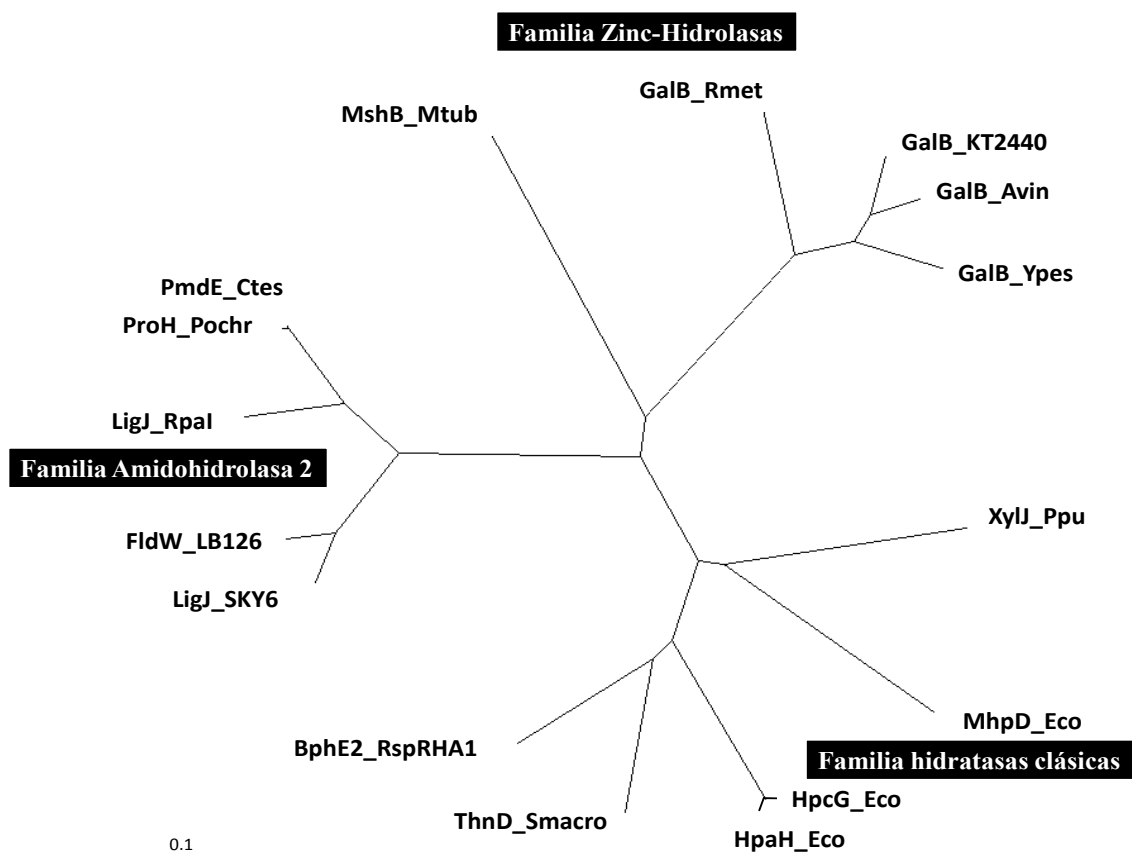 Familia Zinc-Hidrolasas
GalB_Rmet
MshB_Mtub
GalB_KT2440
GalB_Avin
GalB_Ypes
PmdE_Ctes
ProH_Pochr
LigJ_RpaI
Familia Amidohidrolasa 2
XylJ_Ppu
FldW_LB126
LigJ_SKY6
MhpD_Eco
BphE2_RspRHA1
Familia hidratasas clásicas
HpcG_Eco
ThnD_Smacro
HpaH_Eco
0.1